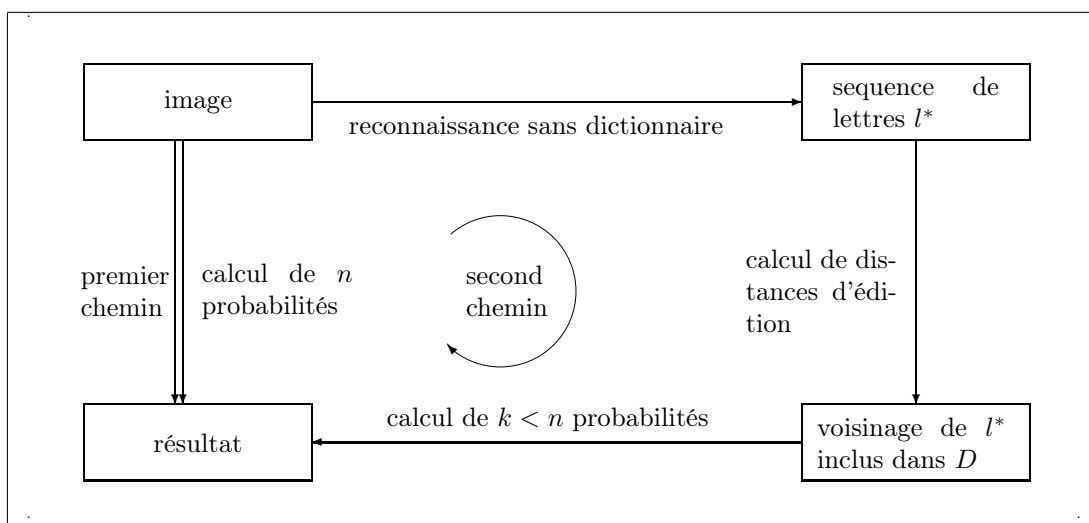 image
sequence de
lettres l*
reconnaissance sans dictionnaire
premier
chemin
calcul de n
probabilités
second
chemin
calcul de dis-
tances d'édi-
tion
calcul de k < n probabilités
résultat
voisinage de l*
inclus dans D